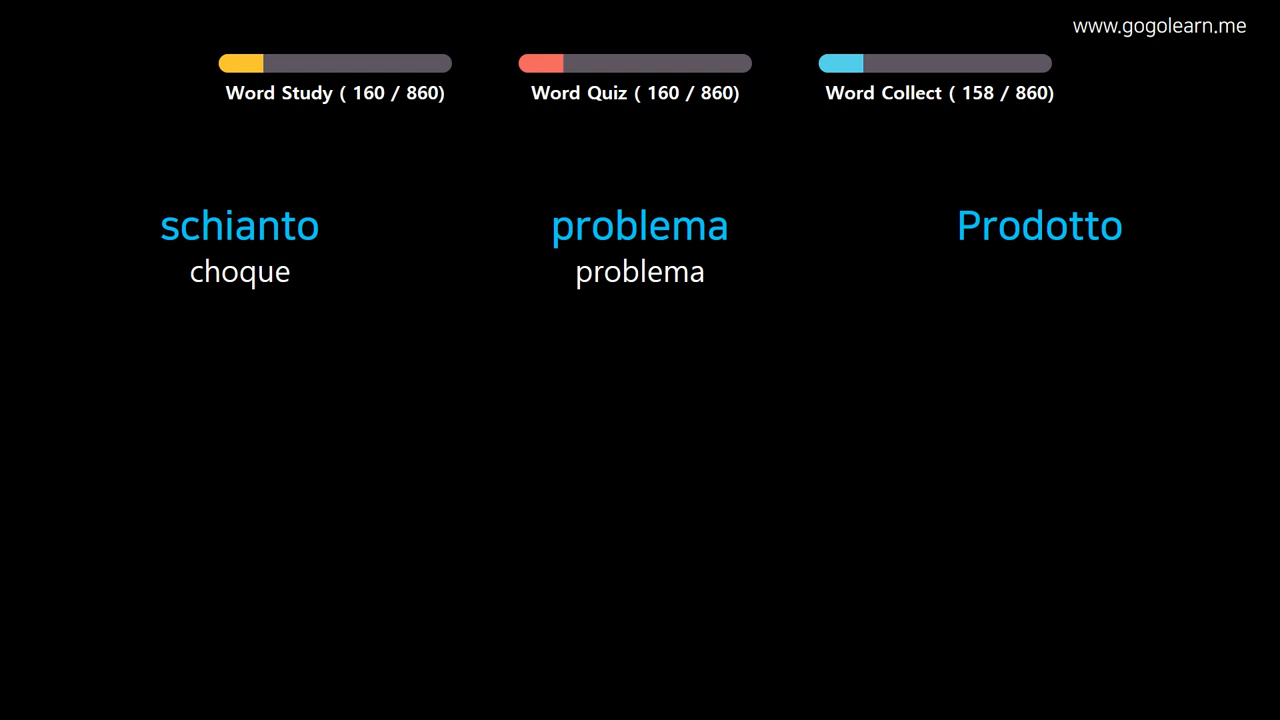 www.gogolearn.me
Word Study ( 160 / 860)
Word Quiz ( 160 / 860)
Word Collect ( 158 / 860)
schianto
choque
problema
problema
Prodotto